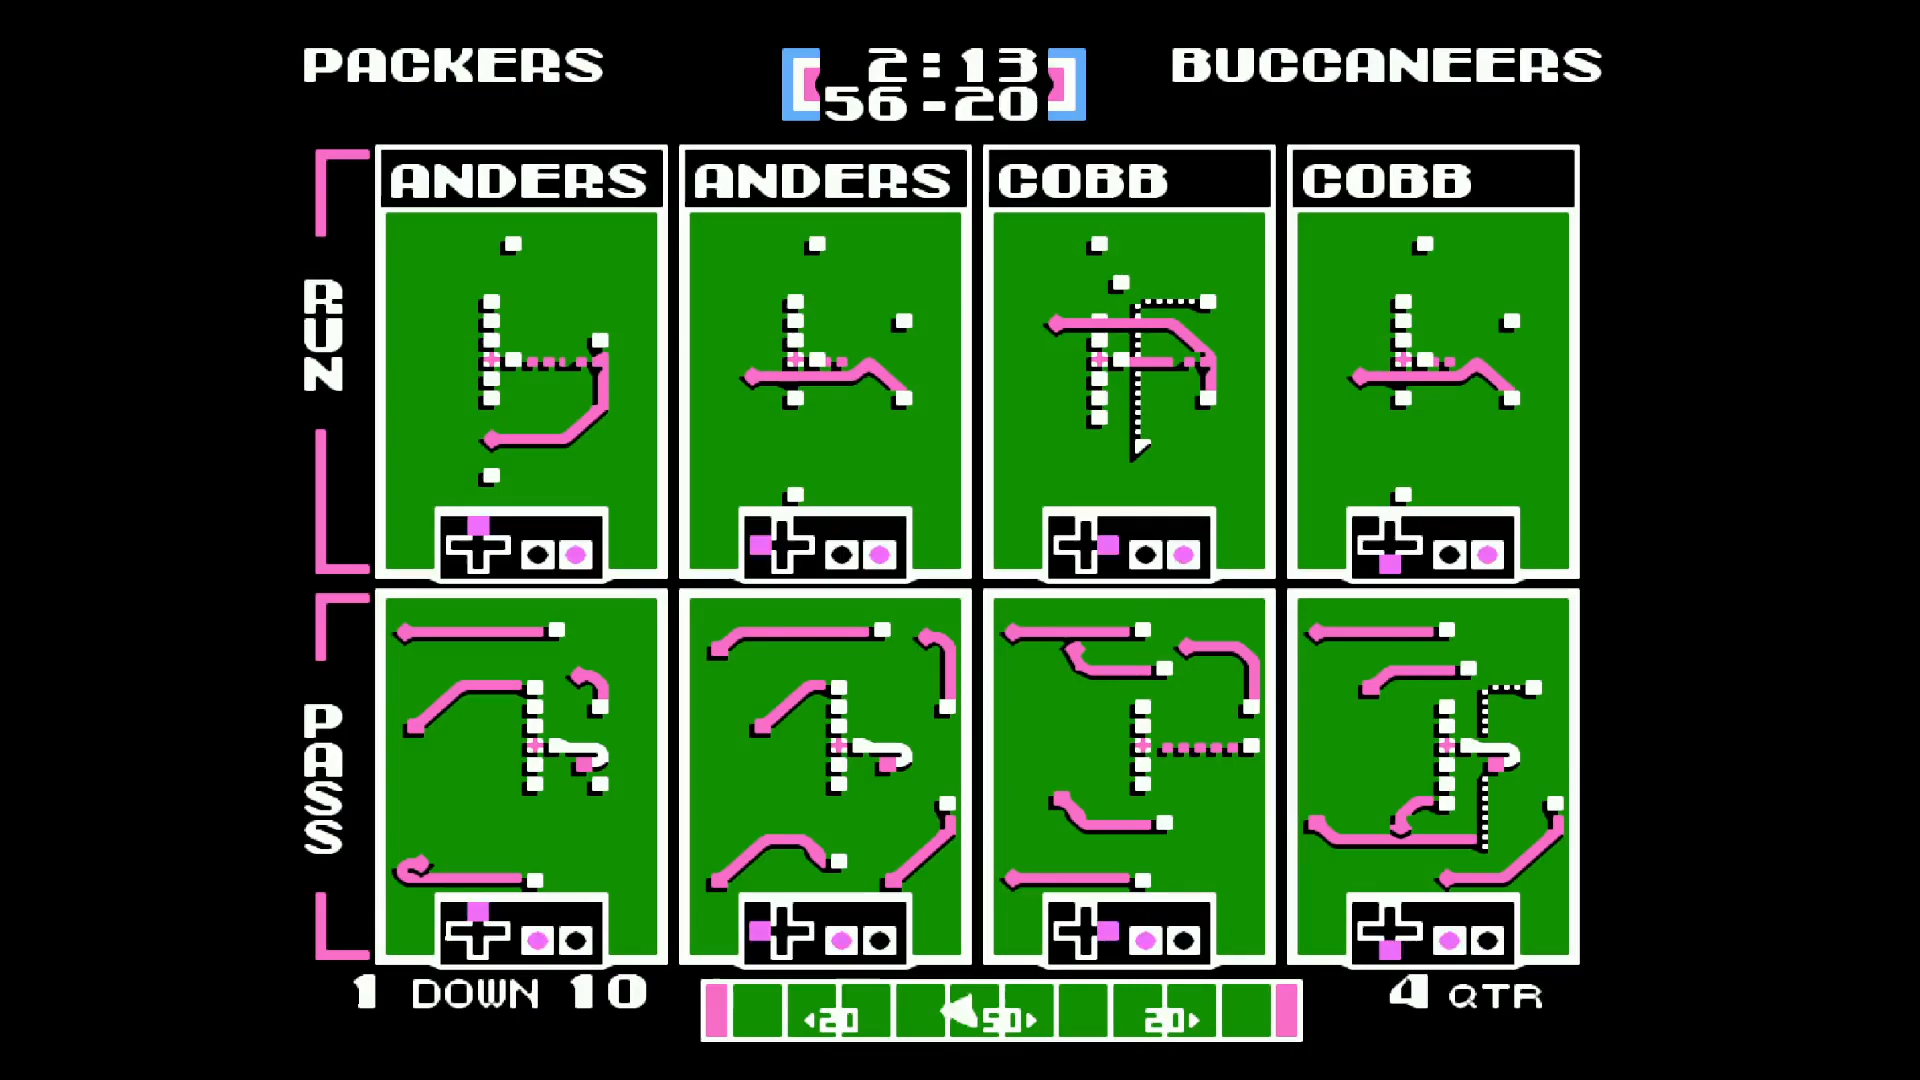 PACKERS 2:13 BUCCANEERS
56-20
ANDERS ANDERS COBB COBB
RUN
PASS
1 DOWN 10 4 QTR
20 50 20